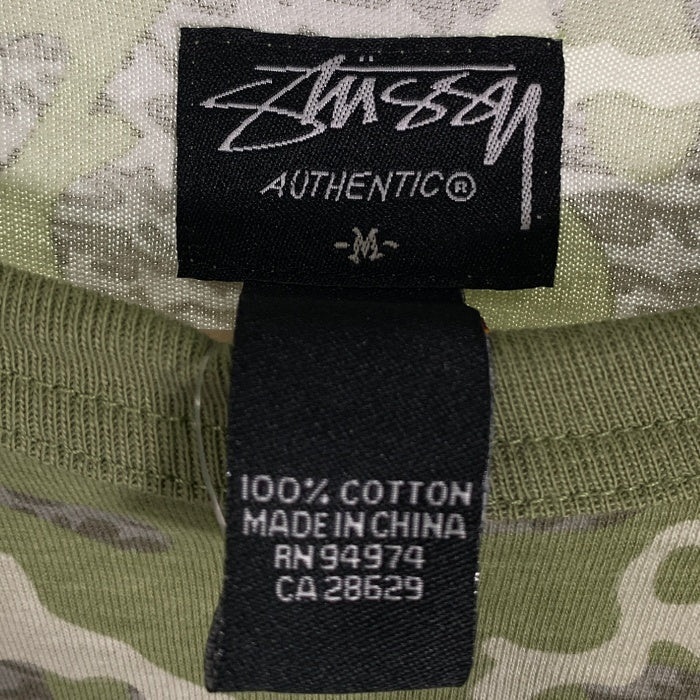 Stüssy
AUTHENTIC®
-M-
100% COTTON
MADE IN CHINA
RN 94974
CA 28629